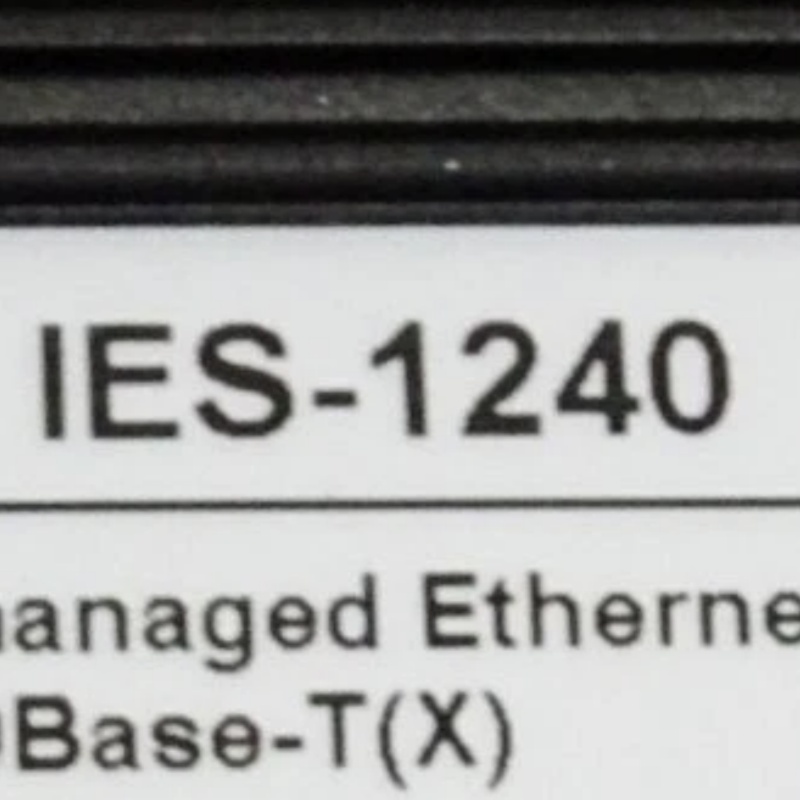 IES-1240
anaged Etherne
Base-T(X)